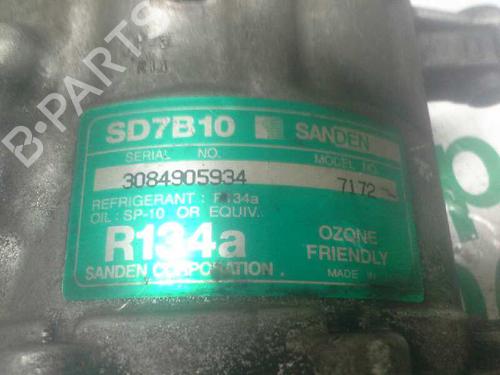 B-PARTS
SD7B10 SANDEN
SERIAL NO. MODEL NO.
3084905934 7172
REFRIGERANT : R134a
OIL : SP-10 OR EQUIV.
R134a OZONE
FRIENDLY
SANDEN CORPORATION. MADE IN